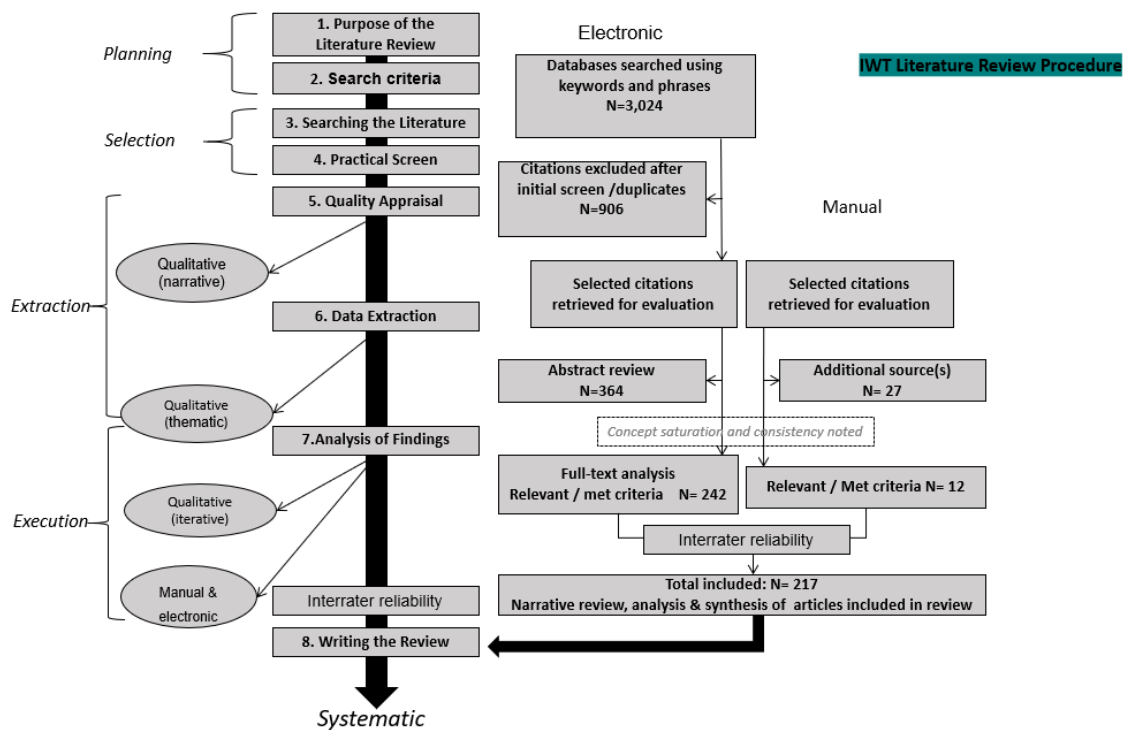 Planning
1. Purpose of the
Literature Review
2. Search criteria
Selection
3. Searching the Literature
4. Practical Screen
5. Quality Appraisal
Extraction
Qualitative
(narrative)
6. Data Extraction
Qualitative
(thematic)
7.Analysis of Findings
Execution
Qualitative
(iterative)
Manual &
electronic
Interrater reliability
8. Writing the Review
Systematic
Electronic
Databases searched using
keywords and phrases
N=3,024
IWT Literature Review Procedure
Citations excluded after
initial screen /duplicates
N=906
Manual
Selected citations
retrieved for evaluation
Selected citations
retrieved for evaluation
Abstract review
N=364
Additional source(s)
N= 27
Concept saturation and consistency noted
Full-text analysis
Relevant / met criteria N= 242
Relevant / Met criteria N= 12
Interrater reliability
Total included: N= 217
Narrative review, analysis & synthesis of articles included in review